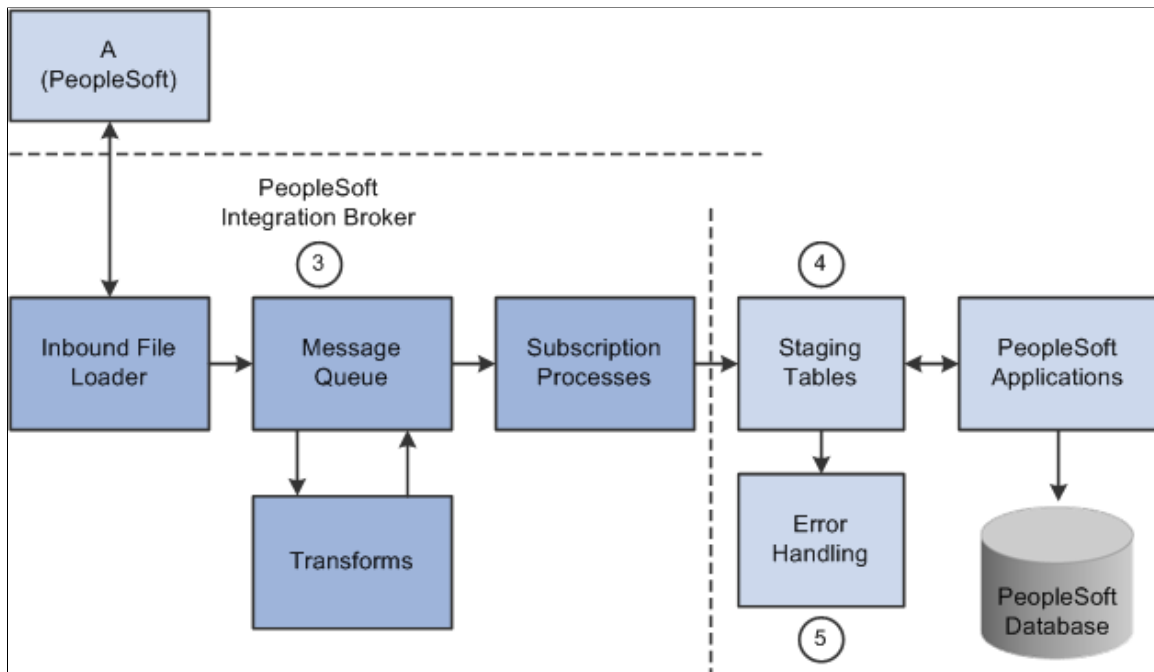 A
(PeopleSoft)
PeopleSoft
Integration Broker
3
4
Inbound File
Loader
Message
Queue
Subscription
Processes
Staging
Tables
PeopleSoft
Applications
Transforms
Error
Handling
5
PeopleSoft
Database